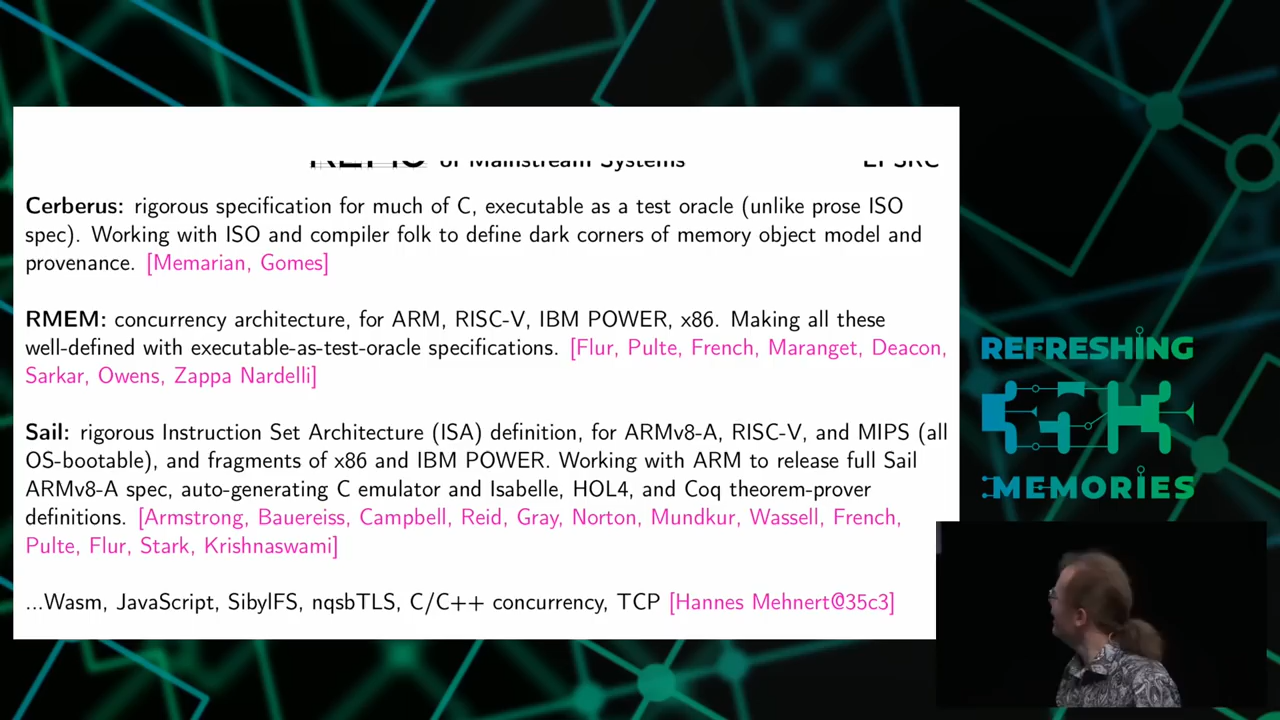 of Mainstream Systems
Cerberus: rigorous specification for much of C, executable as a test oracle (unlike prose ISO
spec). Working with ISO and compiler folk to define dark corners of memory object model and
provenance. [Memarian, Gomes]
RMEM: concurrency architecture, for ARM, RISC-V, IBM POWER, x86. Making all these
well-defined with executable-as-test-oracle specifications. [Flur, Pulte, French, Maranget, Deacon,
Sarkar, Owens, Zappa Nardelli]
Sail: rigorous Instruction Set Architecture (ISA) definition, for ARMv8-A, RISC-V, and MIPS (all
OS-bootable), and fragments of x86 and IBM POWER. Working with ARM to release full Sail
ARMv8-A spec, auto-generating C emulator and Isabelle, HOL4, and Coq theorem-prover
definitions. [Armstrong, Bauereiss, Campbell, Reid, Gray, Norton, Mundkur, Wassell, French,
Pulte, Flur, Stark, Krishnaswami]
...Wasm, JavaScript, SibylFS, nqsbTLS, C/C++ concurrency, TCP [Hannes Mehnert@35c3]
REFRESHING
MEMORIES